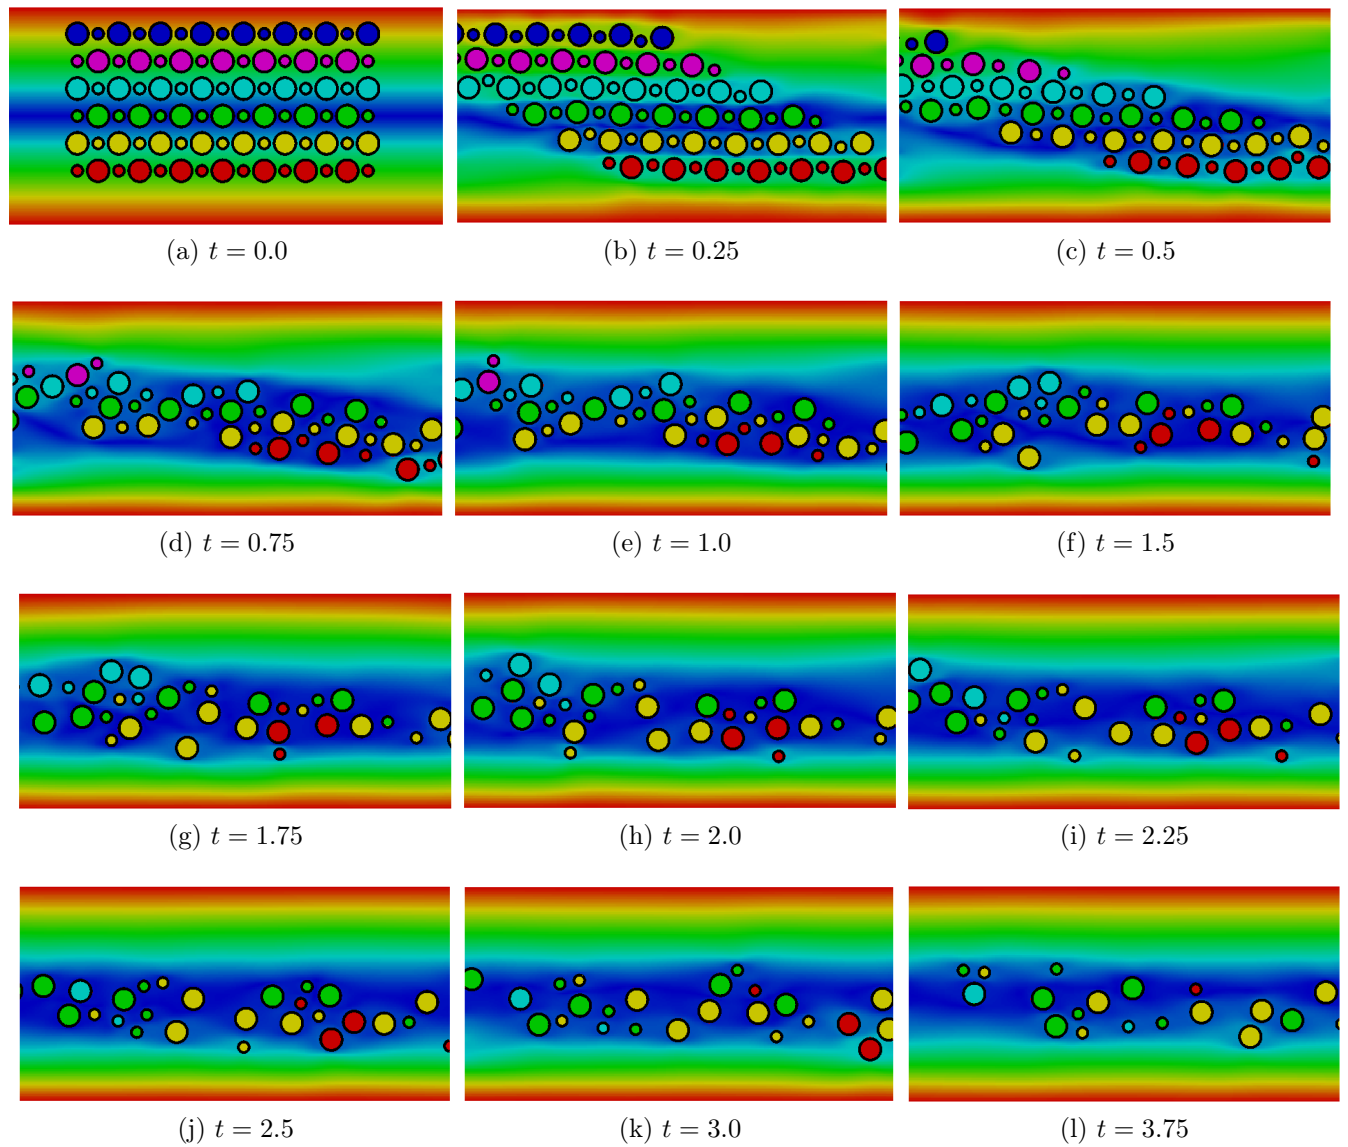 (a) t = 0.0
(b) t = 0.25
(c) t = 0.5
(d) t = 0.75
(e) t = 1.0
(f) t = 1.5
(g) t = 1.75
(h) t = 2.0
(i) t = 2.25
(j) t = 2.5
(k) t = 3.0
(l) t = 3.75